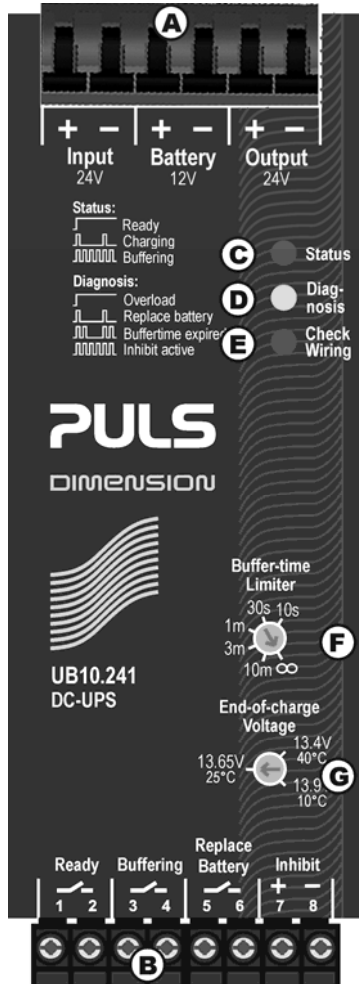 A
+ − + − + −
Input Battery Output
24V 12V 24V
Status:
Ready
Charging
Buffering
Diagnosis:
Overload
Replace battery
Buffertime expired
Inhibit active
C Status
D Diag-
nosis
E Check
Wiring
PULS
DIMENSION
UB10.241
DC-UPS
Buffer-time
Limiter
30s 10s
1m
3m
10m ∞
F
End-of-charge
Voltage
13.4V
40°C
13.65V
25°C
13.9
10°C
G
Ready Buffering Replace
Battery Inhibit
+ −
1 2 3 4 5 6 7 8
B